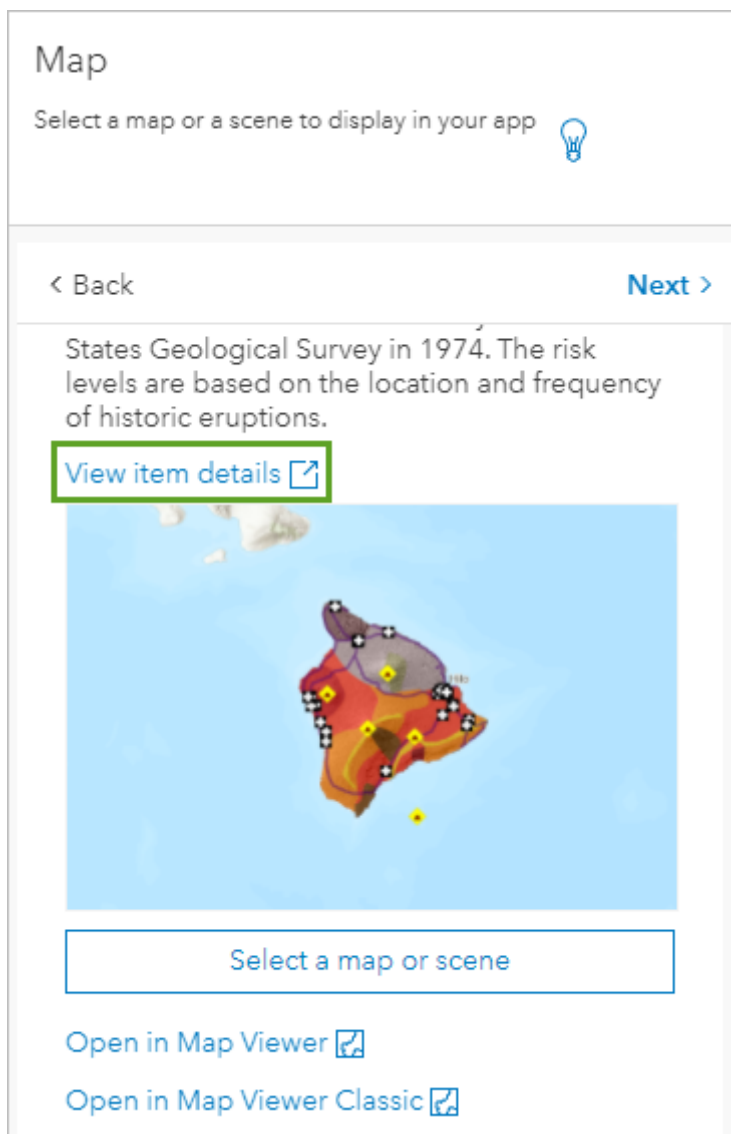 Map
Select a map or a scene to display in your app
< Back
Next >
States Geological Survey in 1974. The risk
levels are based on the location and frequency
of historic eruptions.
View item details
Hilo
Select a map or scene
Open in Map Viewer
Open in Map Viewer Classic